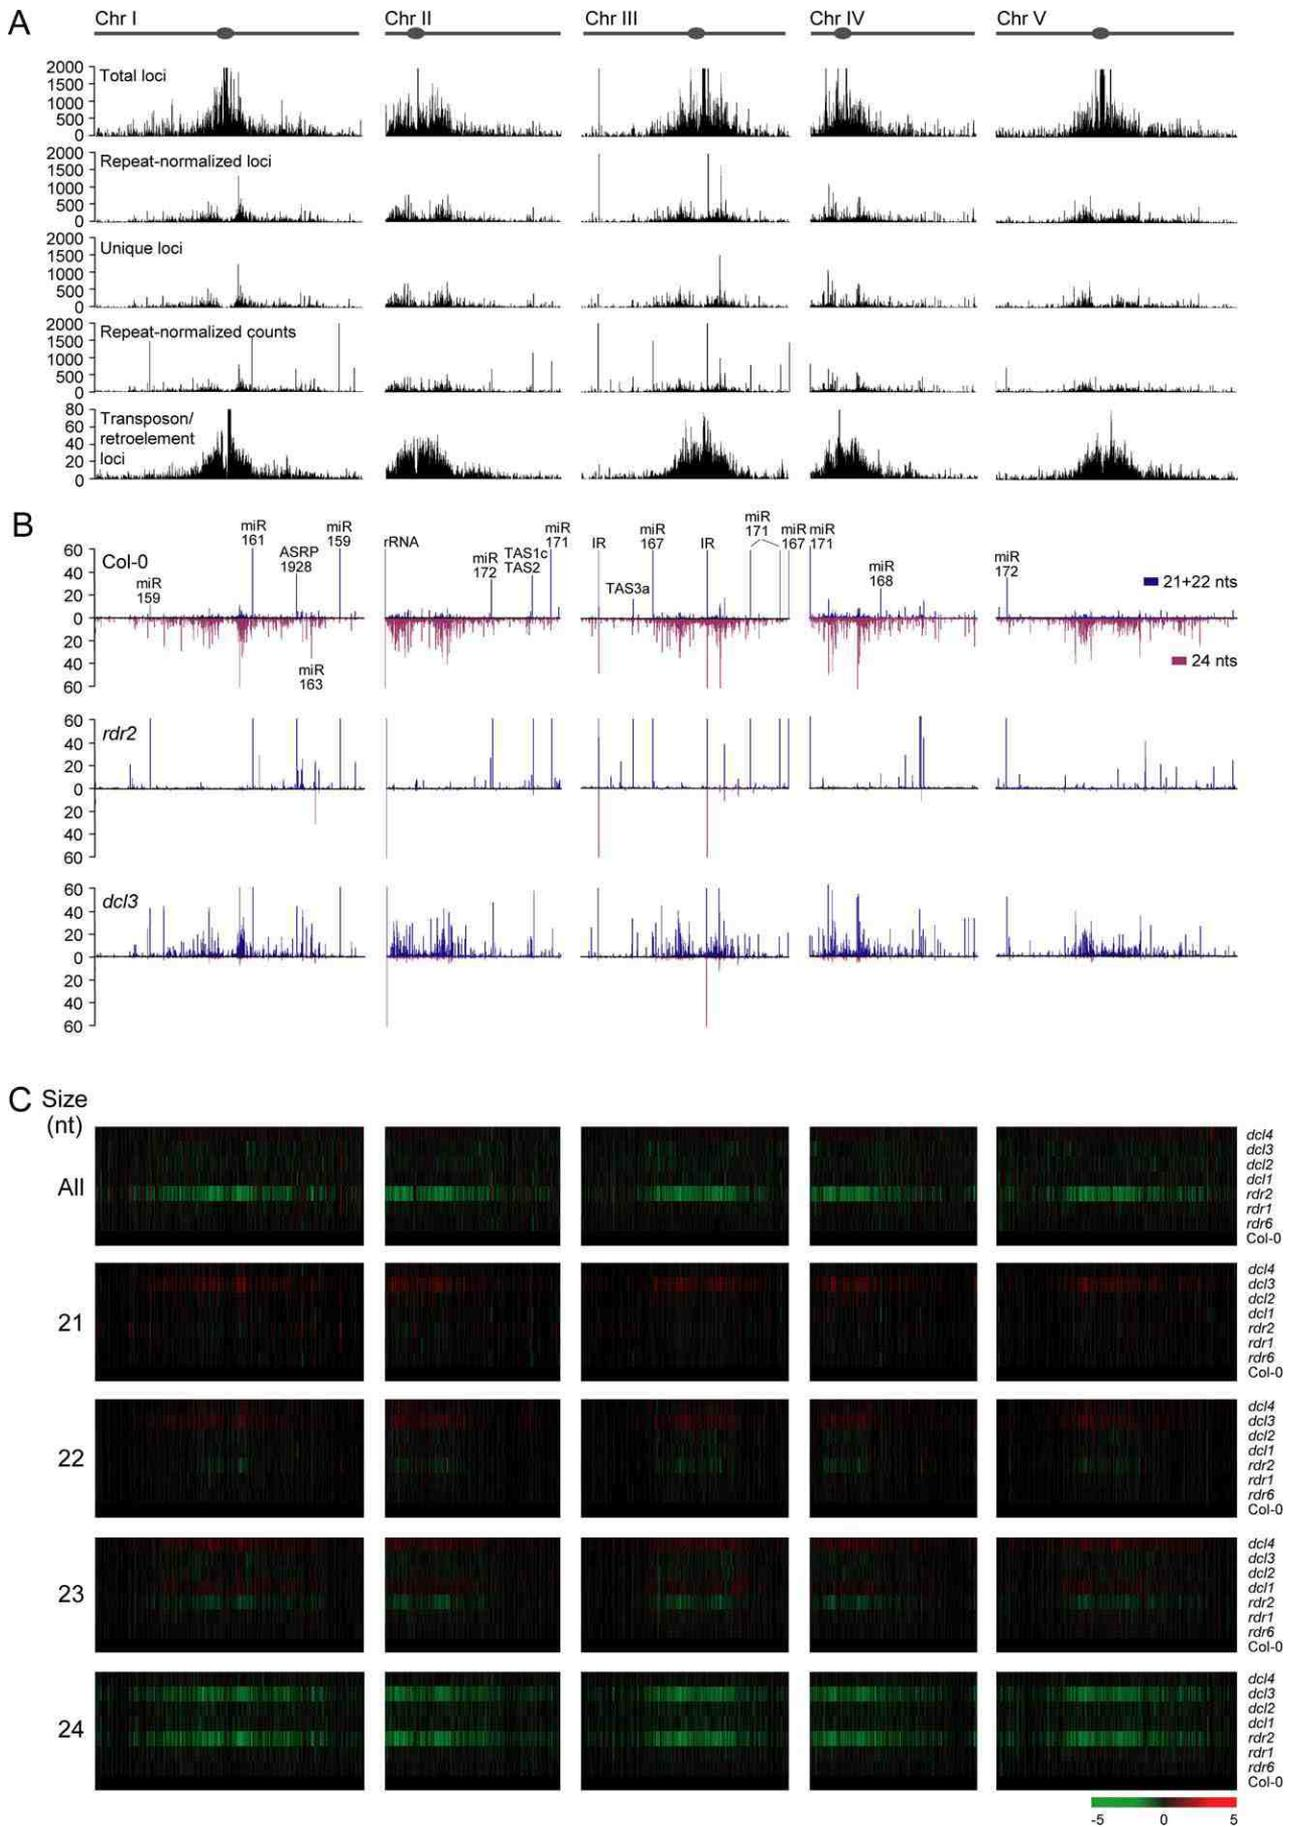 A
Chr I
Chr II
Chr III
Chr IV
Chr V
2000
1500
1000
500
0
Total loci
2000
1500
1000
500
0
Repeat-normalized loci
2000
1500
1000
500
0
Unique loci
2000
1500
1000
500
0
Repeat-normalized counts
80
60
40
20
0
Transposon/
retroelement
loci
B
60
40
20
0
20
40
60
Col-0
miR
159
miR
161
ASRP
1928
miR
163
miR
159
rRNA
miR
172
TAS1c
TAS2
miR
171
IR
TAS3a
miR
167
IR
miR
171
miR
167
miR
171
miR
168
miR
172
21+22 nts
24 nts
60
40
20
0
20
40
60
rdr2
60
40
20
0
20
40
60
dcl3
C
Size
(nt)
All
dcl4
dcl3
dcl2
dcl1
rdr2
rdr1
rdr6
Col-0
21
dcl4
dcl3
dcl2
dcl1
rdr2
rdr1
rdr6
Col-0
22
dcl4
dcl3
dcl2
dcl1
rdr2
rdr1
rdr6
Col-0
23
dcl4
dcl3
dcl2
dcl1
rdr2
rdr1
rdr6
Col-0
24
dcl4
dcl3
dcl2
dcl1
rdr2
rdr1
rdr6
Col-0
-5 0 5